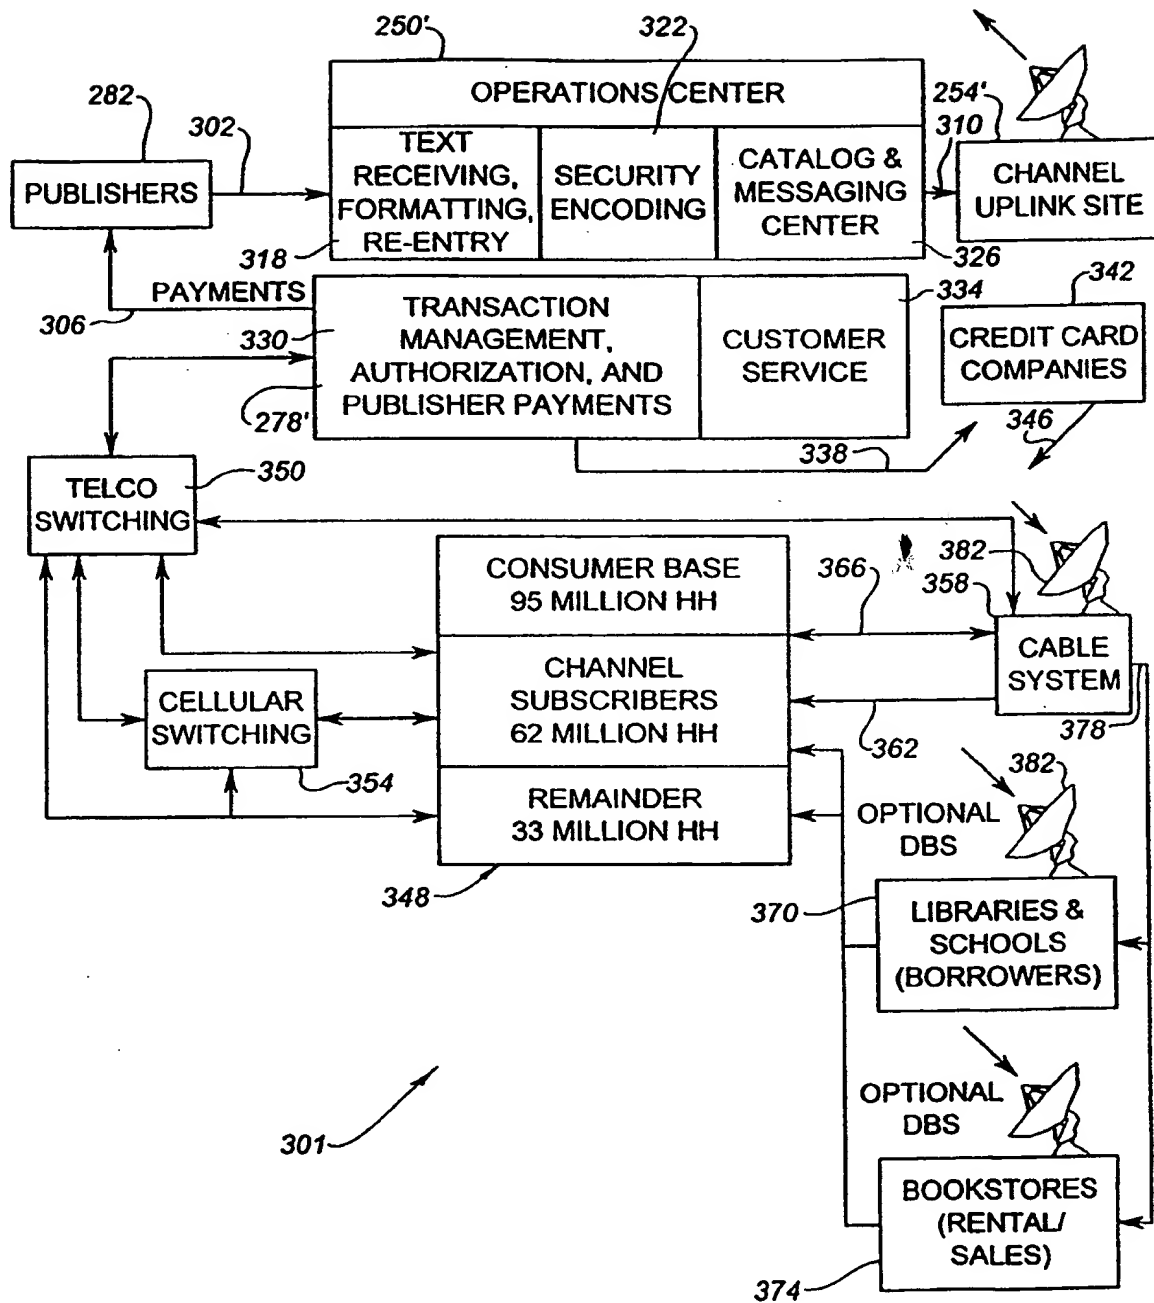 250'
322
282
302
OPERATIONS CENTER
254'
310
PUBLISHERS
TEXT
RECEIVING,
FORMATTING,
RE-ENTRY
318
SECURITY
ENCODING
CATALOG &
MESSAGING
CENTER
326
CHANNEL
UPLINK SITE
PAYMENTS
306
330
TRANSACTION
MANAGEMENT,
AUTHORIZATION, AND
PUBLISHER PAYMENTS
278'
334
CUSTOMER
SERVICE
342
CREDIT CARD
COMPANIES
346
338
350
TELCO
SWITCHING
CONSUMER BASE
95 MILLION HH
366
382
358
CABLE
SYSTEM
CHANNEL
SUBSCRIBERS
62 MILLION HH
CELLULAR
SWITCHING
354
362
378
REMAINDER
33 MILLION HH
348
382
OPTIONAL
DBS
370
LIBRARIES &
SCHOOLS
(BORROWERS)
301
OPTIONAL
DBS
BOOKSTORES
(RENTAL/
SALES)
374